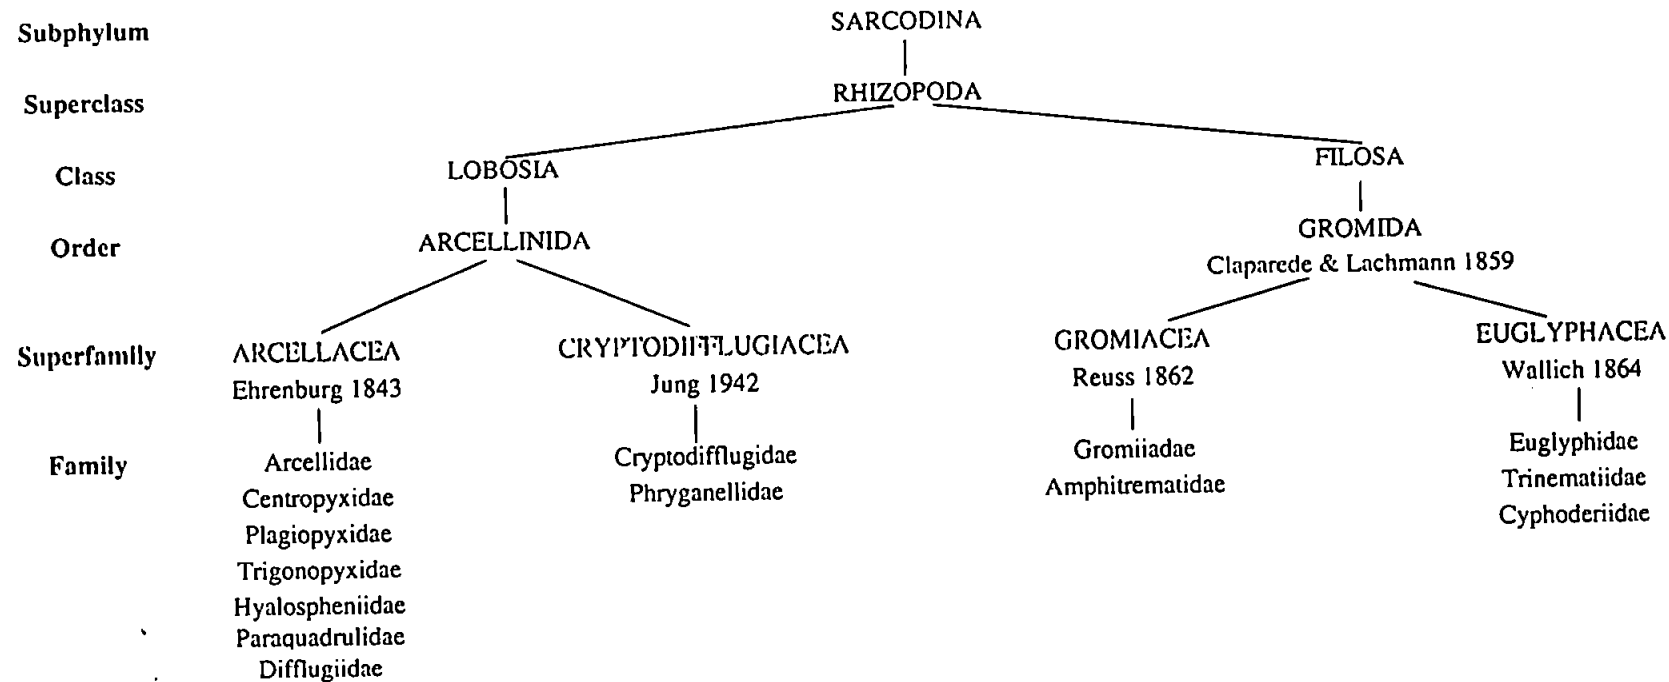 Subphylum SARCODINA
Superclass RHIZOPODA
Class LOBOSIA FILOSA
Order ARCELLINIDA GROMIDA
Claparede & Lachmann 1859
Superfamily ARCELLACEA CRYPTODIFFLUGIACEA GROMIACEA EUGLYPHACEA
Ehrenburg 1843 Jung 1942 Reuss 1862 Wallich 1864
Family Arcellidae Cryptodifflugidae Gromiiadae Euglyphidae
Centropyxidae Phryganellidae Amphitrematidae Trinematiidae
Plagiopyxidae Cyphoderiidae
Trigonopyxidae
Hyalospheniidae
Paraquadrulidae
Difflugiidae